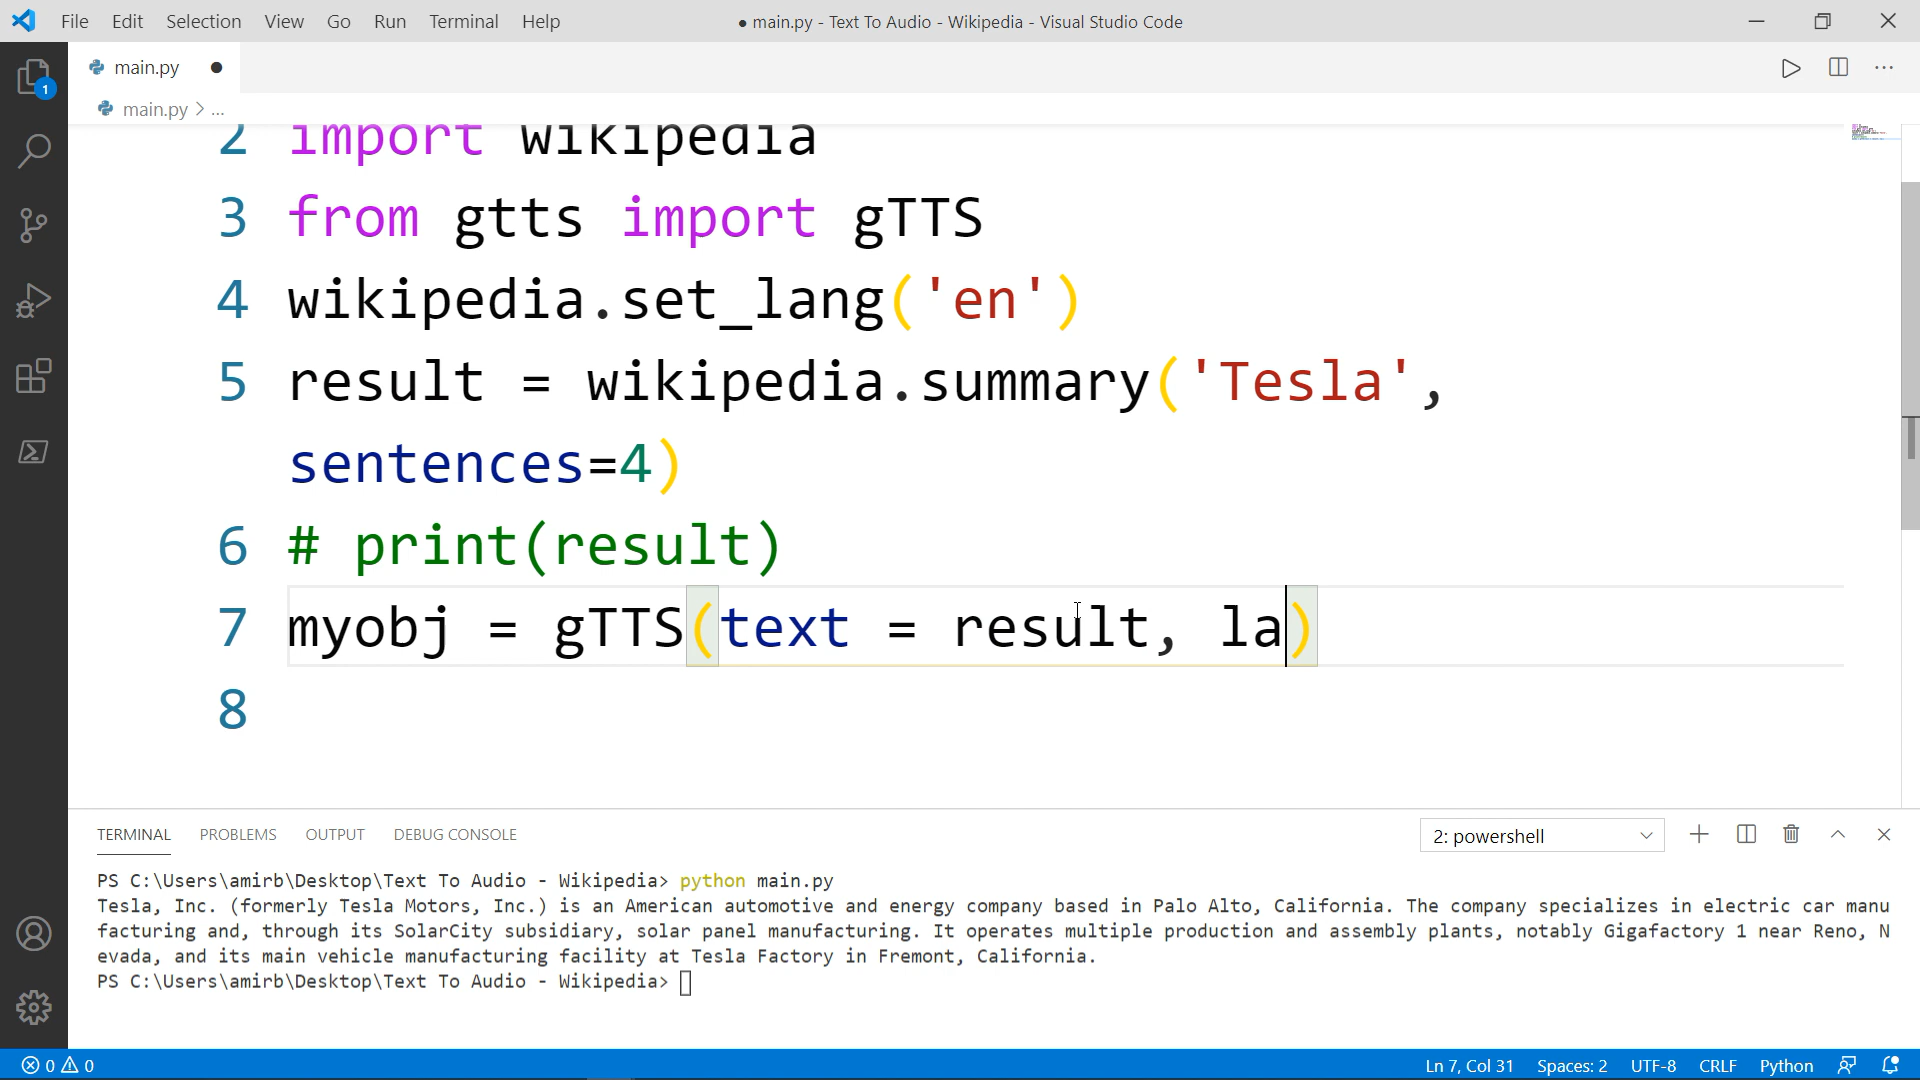 File Edit Selection View Go Run Terminal Help
● main.py - Text To Audio - Wikipedia - Visual Studio Code
main.py ●
1
main.py > ...
2 import wikipedia
3 from gtts import gTTS
4 wikipedia.set_lang('en')
5 result = wikipedia.summary('Tesla',
sentences=4)
6 # print(result)
7 myobj = gTTS(text = result, la)
8
TERMINAL PROBLEMS OUTPUT DEBUG CONSOLE
2: powershell
PS C:\Users\amirb\Desktop\Text To Audio - Wikipedia> python main.py
Tesla, Inc. (formerly Tesla Motors, Inc.) is an American automotive and energy company based in Palo Alto, California. The company specializes in electric car manu
facturing and, through its SolarCity subsidiary, solar panel manufacturing. It operates multiple production and assembly plants, notably Gigafactory 1 near Reno, N
evada, and its main vehicle manufacturing facility at Tesla Factory in Fremont, California.
PS C:\Users\amirb\Desktop\Text To Audio - Wikipedia>
0 0
Ln 7, Col 31 Spaces: 2 UTF-8 CRLF Python